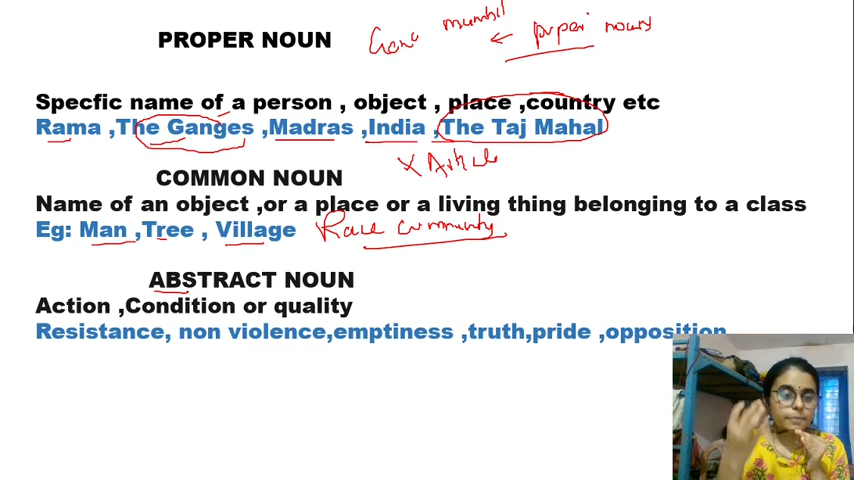 PROPER NOUN
mumbai
← proper nouns
Specfic name of a person , object , place ,country etc
Rama ,The Ganges ,Madras ,India ,The Taj Mahal
X Article
COMMON NOUN
Name of an object ,or a place or a living thing belonging to a class
Eg: Man ,Tree , Village
Race community
ABSTRACT NOUN
Action ,Condition or quality
Resistance, non violence,emptiness ,truth,pride ,opposition